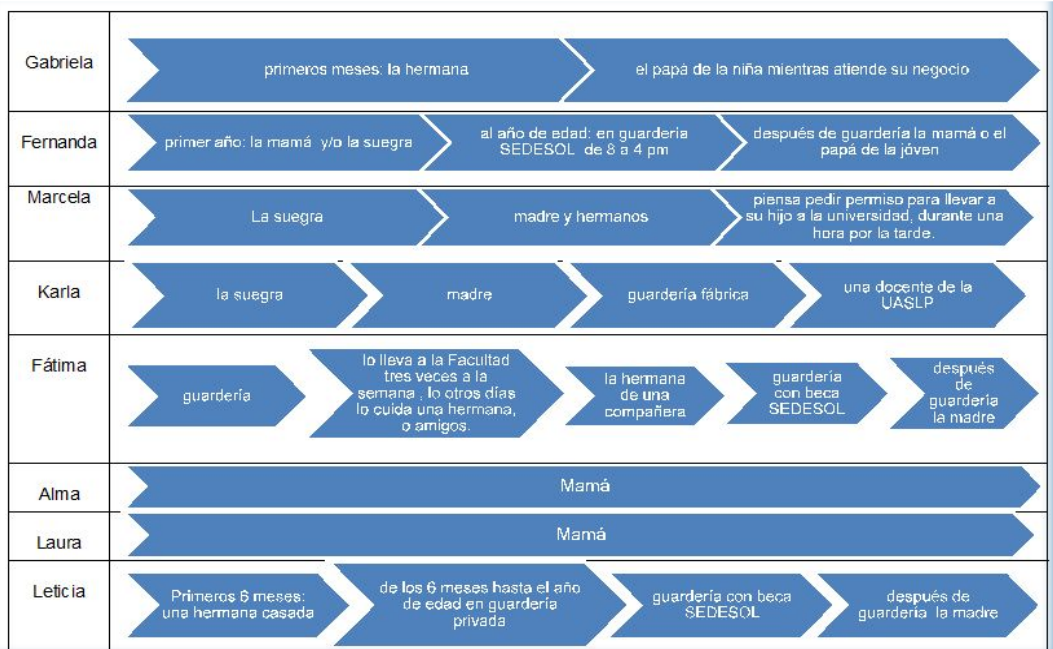 Gabriela
primeros meses: la hermana
el papá de la niña mientras atiende su negocio
Fernanda
primer año: la mamá y/o la suegra
al año de edad: en guardería
SEDESOL de 8 a 4 pm
después de guardería la mamá o el
papá de la jóven
Marcela
La suegra
madre y hermanos
piensa pedir permiso para llevar a
su hijo a la universidad, durante una
hora por la tarde.
Karla
la suegra
madre
guardería fábrica
una docente de la
UASLP
Fátima
guardería
lo lleva a la Facultad
tres veces a la
semana , lo otros días
lo cuida una hermana,
o amigos.
la hermana
de una
compañera
guardería
con beca
SEDESOL
después
de
guardería
la madre
Alma
Mamá
Laura
Mamá
Leticia
Primeros 6 meses:
una hermana casada
de los 6 meses hasta el año
de edad en guardería
privada
guardería con beca
SEDESOL
después de
guardería la madre